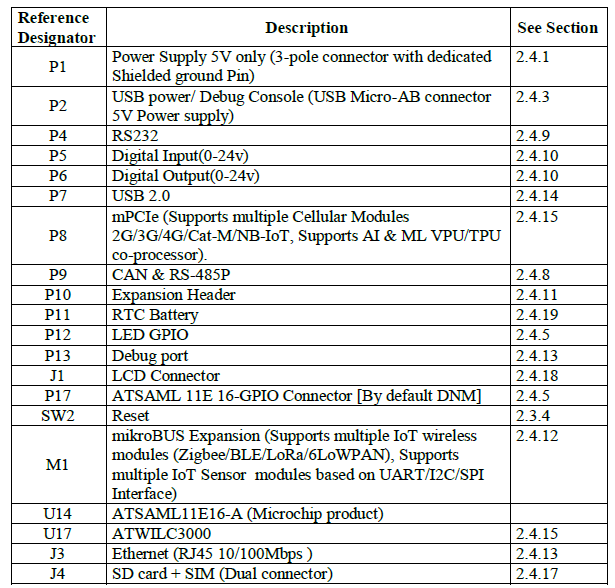 Reference Designator Description See Section
P1 Power Supply 5V only (3-pole connector with dedicated 2.4.1
Shielded ground Pin)
P2 USB power/ Debug Console (USB Micro-AB connector 2.4.3
5V Power supply)
P4 RS232 2.4.9
P5 Digital Input(0-24v) 2.4.10
P6 Digital Output(0-24v) 2.4.10
P7 USB 2.0 2.4.14
P8 mPCIe (Supports multiple Cellular Modules 2.4.15
2G/3G/4G/Cat-M/NB-IoT, Supports AI & ML VPU/TPU
co-processor).
P9 CAN & RS-485P 2.4.8
P10 Expansion Header 2.4.11
P11 RTC Battery 2.4.19
P12 LED GPIO 2.4.5
P13 Debug port 2.4.13
J1 LCD Connector 2.4.18
P17 ATSAML 11E 16-GPIO Connector [By default DNM] 2.4.5
SW2 Reset 2.3.4
M1 mikroBUS Expansion (Supports multiple IoT wireless 2.4.12
modules (Zigbee/BLE/LoRa/6LoWPAN), Supports
multiple IoT Sensor modules based on UART/I2C/SPI
Interface)
U14 ATSAML11E16-A (Microchip product)
U17 ATWILC3000 2.4.15
J3 Ethernet (RJ45 10/100Mbps ) 2.4.13
J4 SD card + SIM (Dual connector) 2.4.17